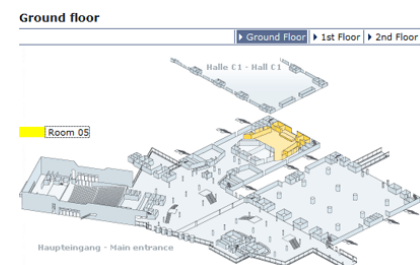 Ground floor
Ground Floor 1st Floor 2nd Floor
Halle C1 - Hall C1
Room 05
Haupteingang - Main entrance